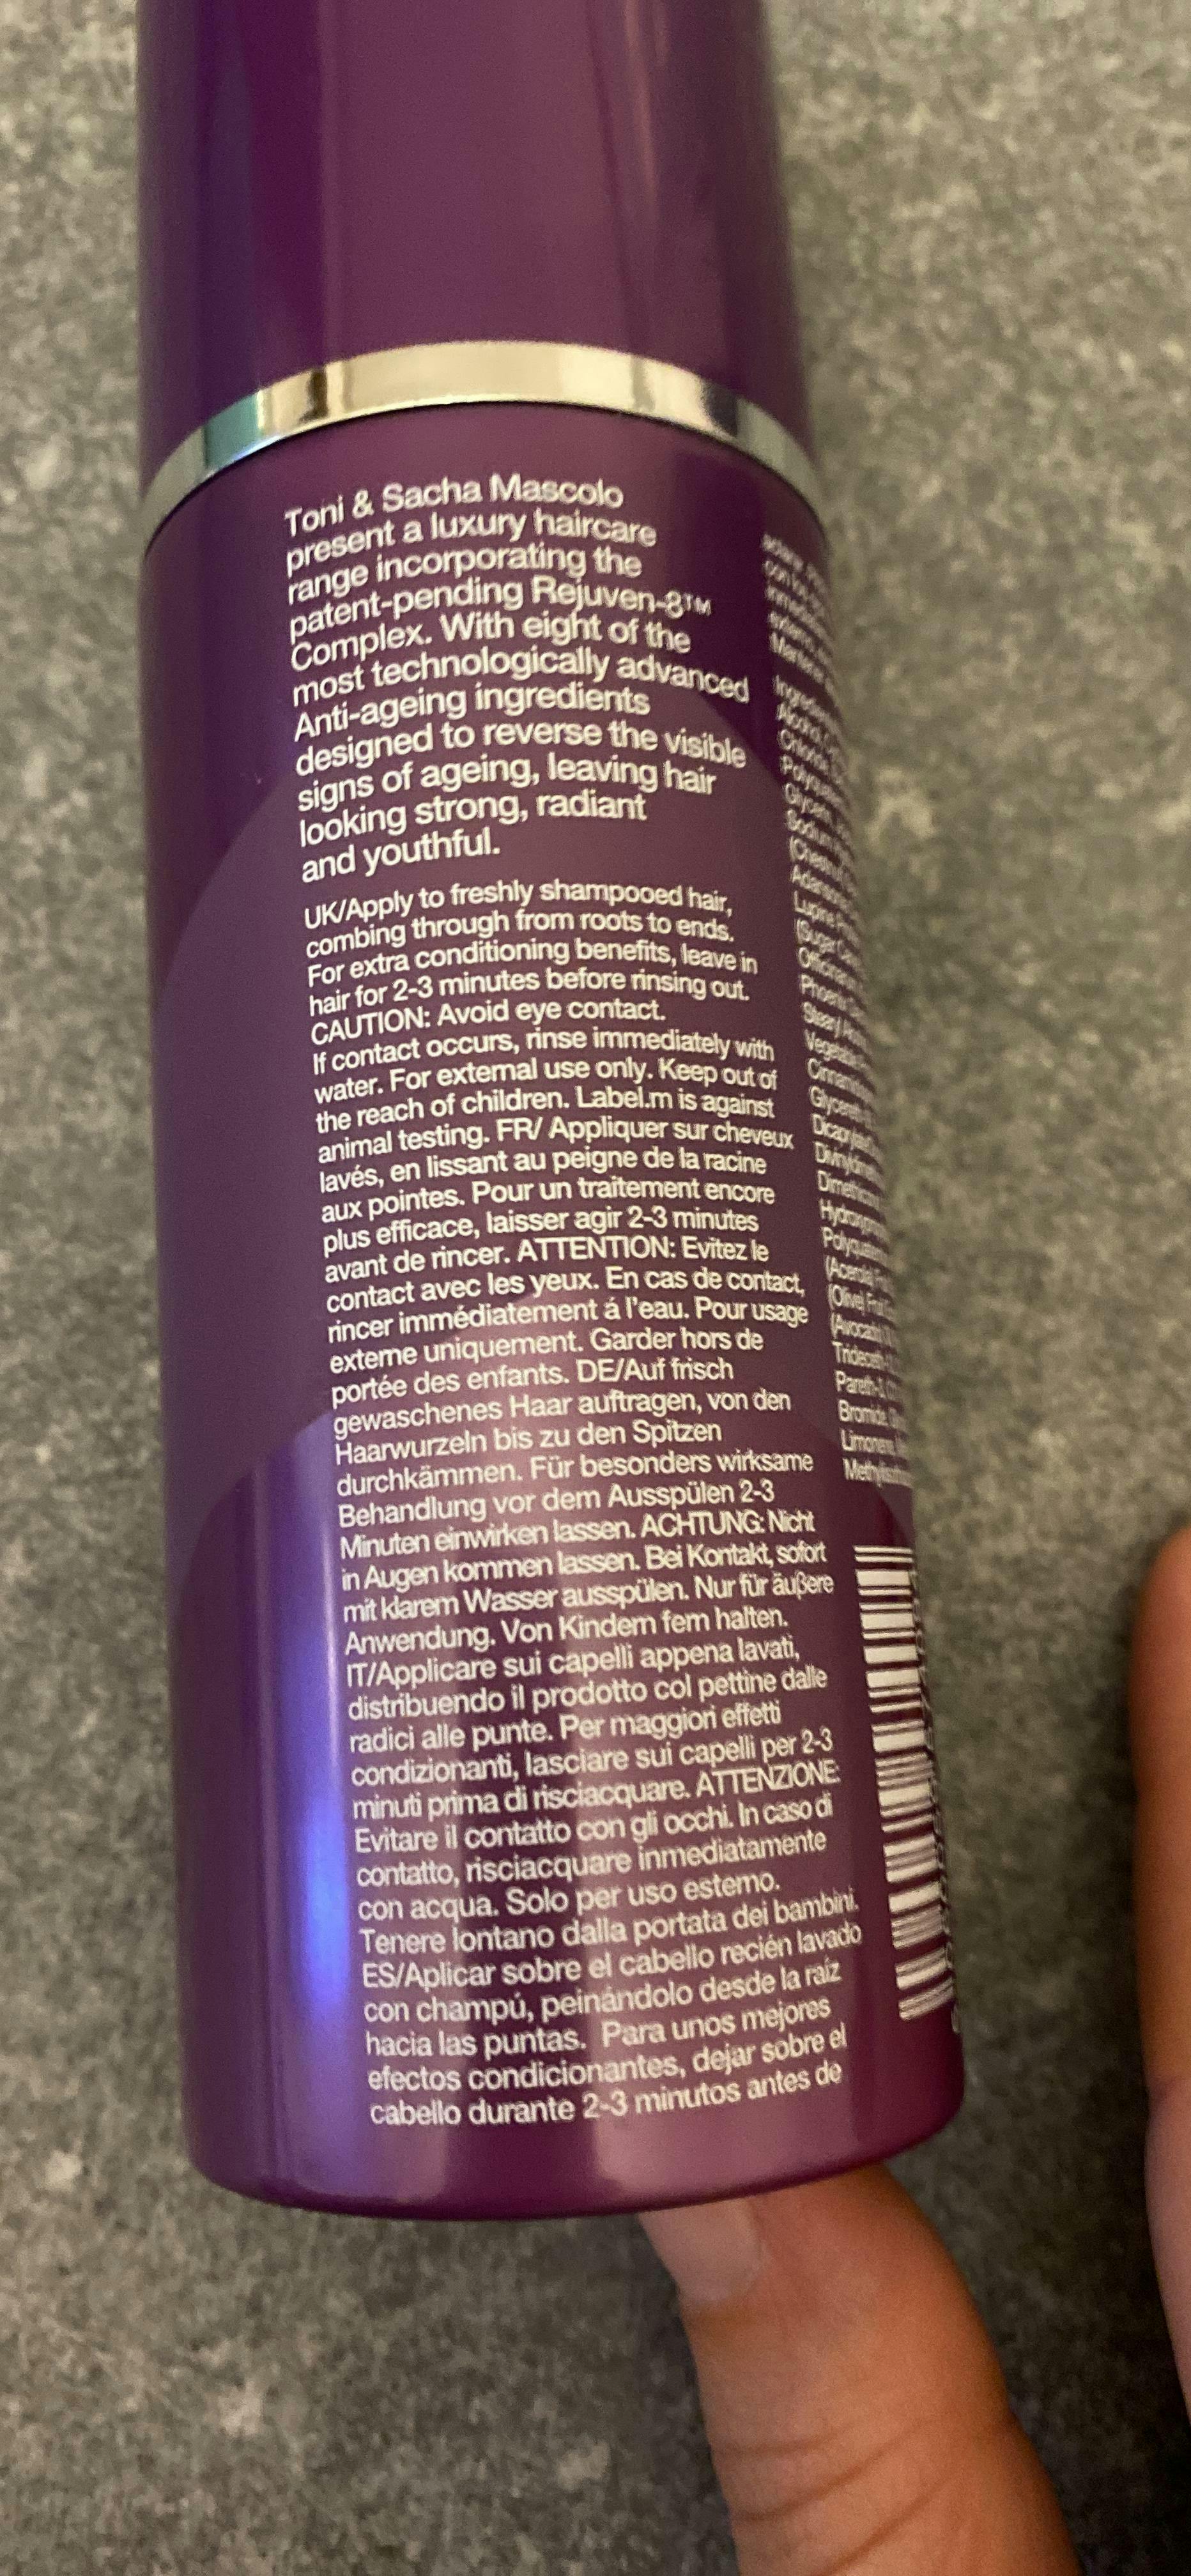 Toni & Sacha Mascolo
present a luxury haircare
range incorporating the
patent-pending Rejuven-8™
Complex. With eight of the
most technologically advanced
Anti-ageing ingredients
designed to reverse the visible
signs of ageing, leaving hair
looking strong, radiant
and youthful.
UK/Apply to freshly shampooed hair,
combing through from roots to ends.
For extra conditioning benefits, leave in
hair for 2-3 minutes before rinsing out.
CAUTION: Avoid eye contact.
If contact occurs, rinse immediately with
water. For external use only. Keep out of
the reach of children. Label.m is against
animal testing. FR/ Appliquer sur cheveux
lavés, en lissant au peigne de la racine
aux pointes. Pour un traitement encore
plus efficace, laisser agir 2-3 minutes
avant de rincer. ATTENTION: Evitez le
contact avec les yeux. En cas de contact,
rincer immédiatement á l'eau. Pour usage
externe uniquement. Garder hors de
portée des enfants. DE/Auf frisch
gewaschenes Haar auftragen, von den
Haarwurzeln bis zu den Spitzen
durchkämmen. Für besonders wirksame
Behandlung vor dem Ausspülen 2-3
Minuten einwirken lassen. ACHTUNG: Nicht
in Augen kommen lassen. Bei Kontakt, sofort
mit klarem Wasser ausspülen. Nur für äußere
Anwendung. Von Kindern fern halten.
IT/Applicare sui capelli appena lavati,
distribuendo il prodotto col pettine dalle
radici alle punte. Per maggiori effetti
condizionanti, lasciare sui capelli per 2-3
minuti prima di risciacquare. ATTENZIONE:
Evitare il contatto con gli occhi. In caso di
contatto, risciacquare inmediatamente
con acqua. Solo per uso esterno.
Tenere lontano dalla portata dei bambini.
ES/Aplicar sobre el cabello recién lavado
con champú, peinándolo desde la raíz
hacia las puntas. Para unos mejores
efectos condicionantes, dejar sobre el
cabello durante 2-3 minutos antes de
Alcohol,
Lupine
(Sugar
Stearyl
(Olive) Fruit
(Avocado)
Bromide,